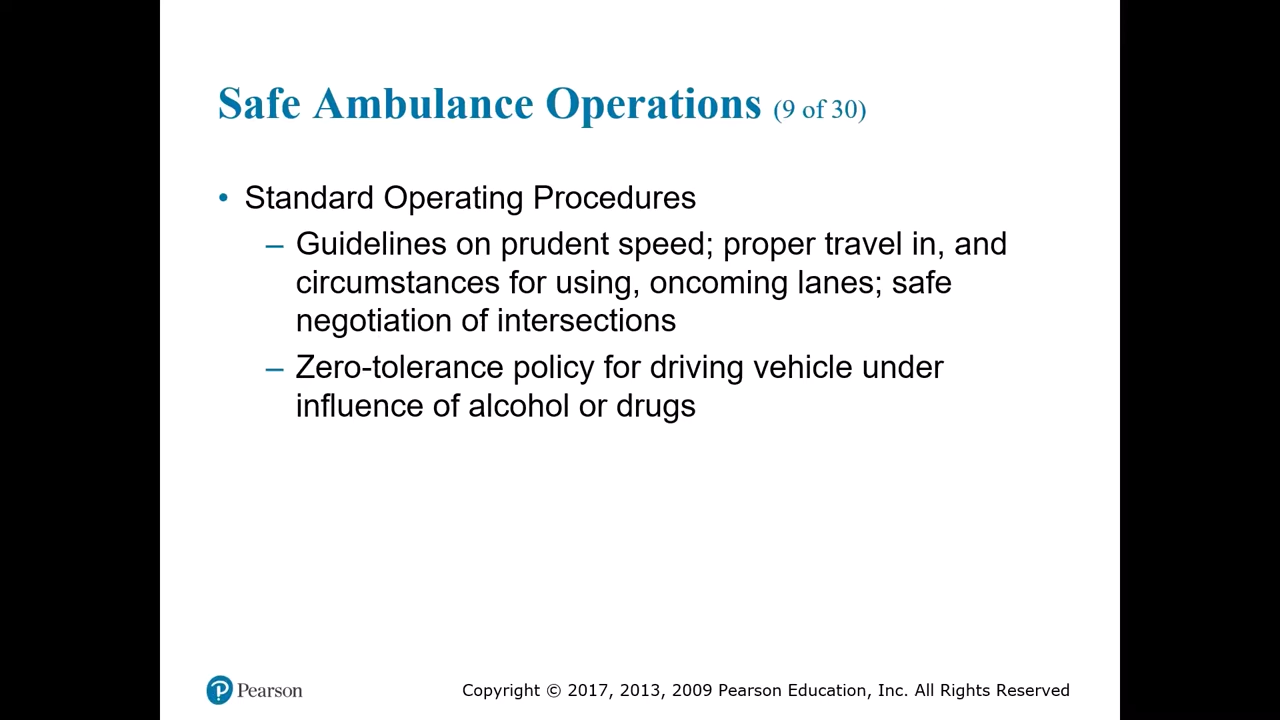 Safe Ambulance Operations (9 of 30)
• Standard Operating Procedures
– Guidelines on prudent speed; proper travel in, and
circumstances for using, oncoming lanes; safe
negotiation of intersections
– Zero-tolerance policy for driving vehicle under
influence of alcohol or drugs
Pearson
Copyright © 2017, 2013, 2009 Pearson Education, Inc. All Rights Reserved